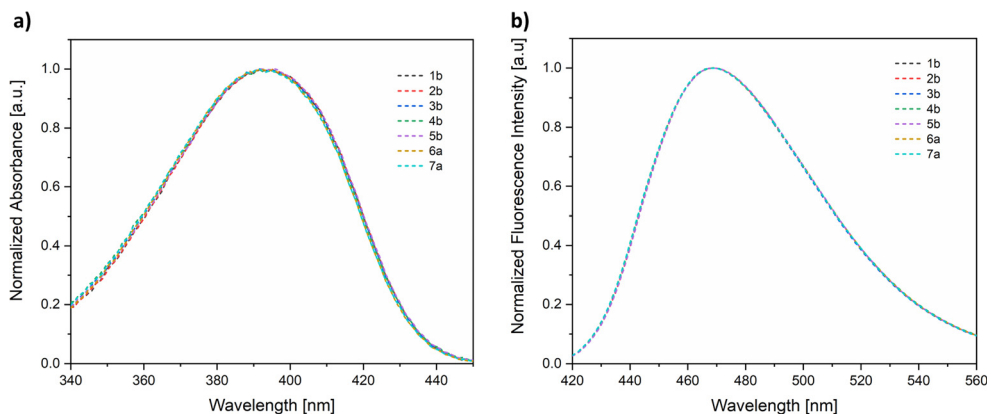 a)
Normalized Absorbance [a.u.]
1.0
0.8
0.6
0.4
0.2
0.0
340
360
380
400
420
440
Wavelength [nm]
1b
2b
3b
4b
5b
6a
7a
b)
Normalized Fluorescence Intensity [a.u]
1.0
0.8
0.6
0.4
0.2
0.0
420
440
460
480
500
520
540
560
Wavelength [nm]
1b
2b
3b
4b
5b
6a
7a